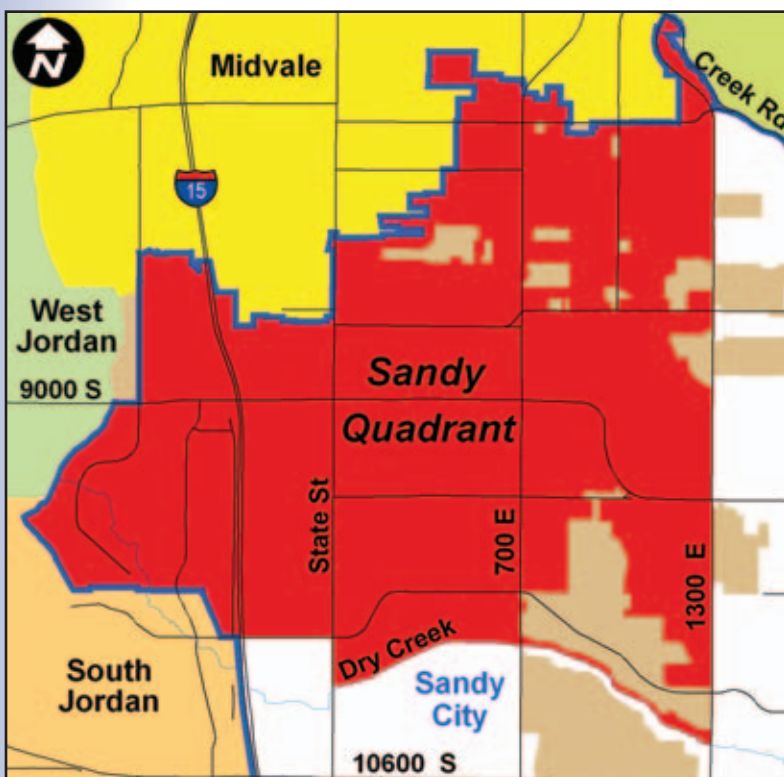 N
Midvale
Creek Rd
15
West
Jordan
9000 S
Sandy
Quadrant
State St
700 E
1300 E
Dry Creek
South
Jordan
Sandy
City
10600 S